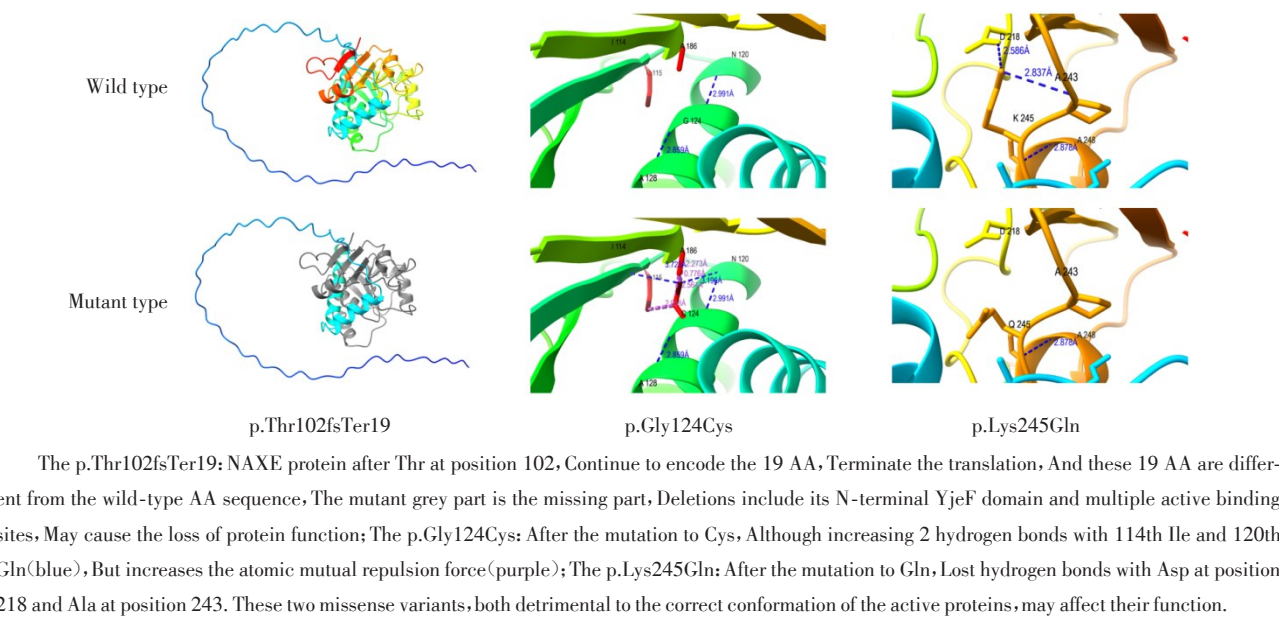 Wild type
I 114
A 186
N 120
C 115
2.991Å
G 124
2.859Å
A 128
D 218
2.586Å
2.837Å
A 243
K 245
A 248
2.878Å
Mutant type
I 114
A 186
N 120
2.273Å
0.776Å
3.196Å
2.991Å
2.859Å
A 128
D 218
A 243
Q 245
A 248
2.878Å
p.Thr102fsTer19
p.Gly124Cys
p.Lys245Gln
The p.Thr102fsTer19: NAXE protein after Thr at position 102, Continue to encode the 19 AA, Terminate the translation, And these 19 AA are differ-
ent from the wild-type AA sequence, The mutant grey part is the missing part, Deletions include its N-terminal YjeF domain and multiple active binding
sites, May cause the loss of protein function; The p.Gly124Cys: After the mutation to Cys, Although increasing 2 hydrogen bonds with 114th Ile and 120th
Gln(blue), But increases the atomic mutual repulsion force(purple); The p.Lys245Gln: After the mutation to Gln, Lost hydrogen bonds with Asp at position
218 and Ala at position 243. These two missense variants, both detrimental to the correct conformation of the active proteins, may affect their function.